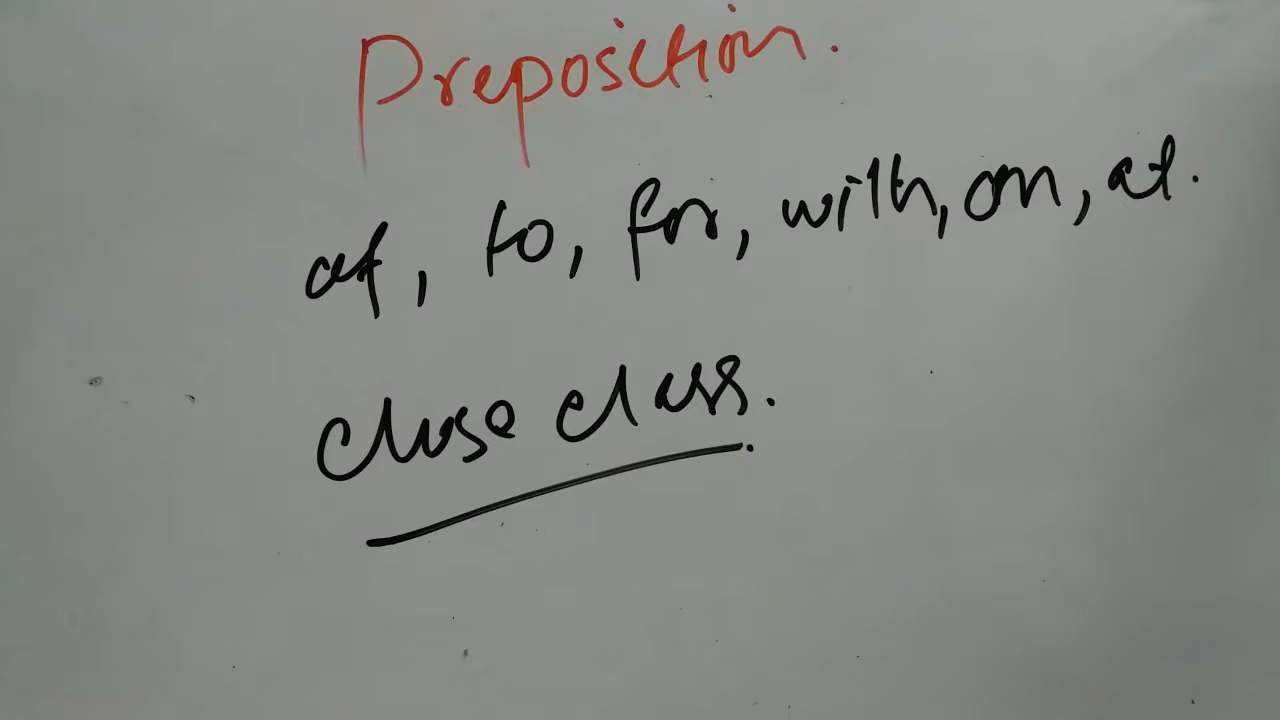 Preposition.
of, to, for, with, on, at.
close class.